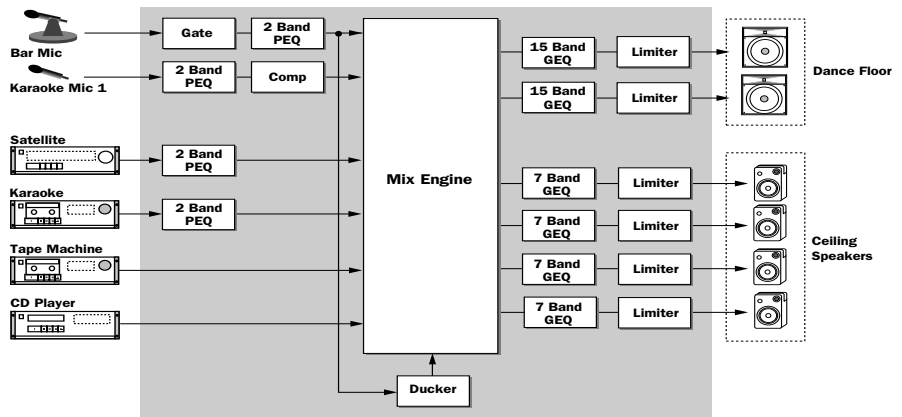 Bar Mic
Gate
2 Band
PEQ
Karaoke Mic 1
2 Band
PEQ
Comp
Satellite
2 Band
PEQ
Karaoke
2 Band
PEQ
Tape Machine
CD Player
Mix Engine
Ducker
15 Band
GEQ
Limiter
15 Band
GEQ
Limiter
Dance Floor
7 Band
GEQ
Limiter
7 Band
GEQ
Limiter
7 Band
GEQ
Limiter
7 Band
GEQ
Limiter
Ceiling
Speakers